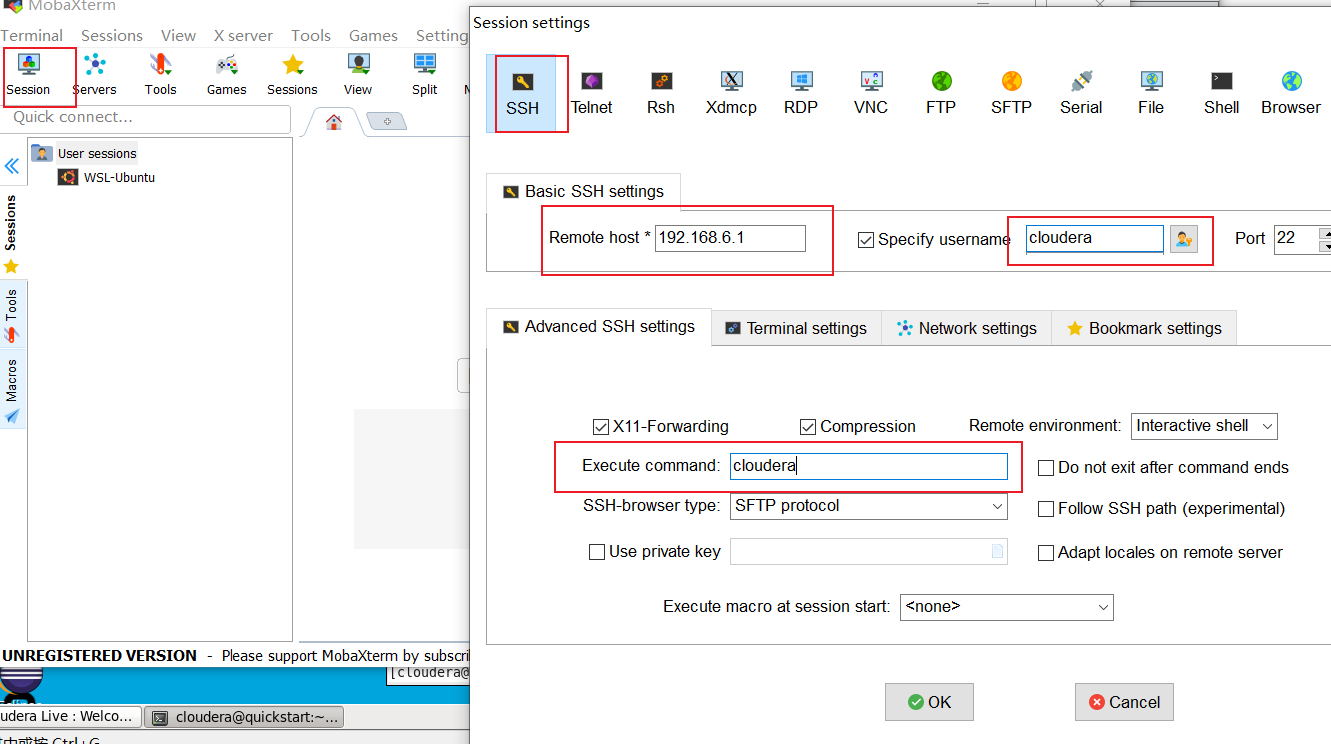 MobaXterm
Terminal Sessions View X server Tools Games Setting
Session Servers Tools Games Sessions View Split
Quick connect...
User sessions
WSL-Ubuntu
Sessions
Tools
Macros
UNREGISTERED VERSION - Please support MobaXterm by subscri
[cloudera@
udera Live : Welco...
cloudera@quickstart:~...
中或按 Ctrl+G
Session settings
SSH Telnet Rsh Xdmcp RDP VNC FTP SFTP Serial File Shell Browser
Basic SSH settings
Remote host * 192.168.6.1 Specify username cloudera Port 22
Advanced SSH settings Terminal settings Network settings Bookmark settings
X11-Forwarding Compression Remote environment: Interactive shell
Execute command: cloudera Do not exit after command ends
SSH-browser type: SFTP protocol Follow SSH path (experimental)
Use private key Adapt locales on remote server
Execute macro at session start: <none>
OK Cancel